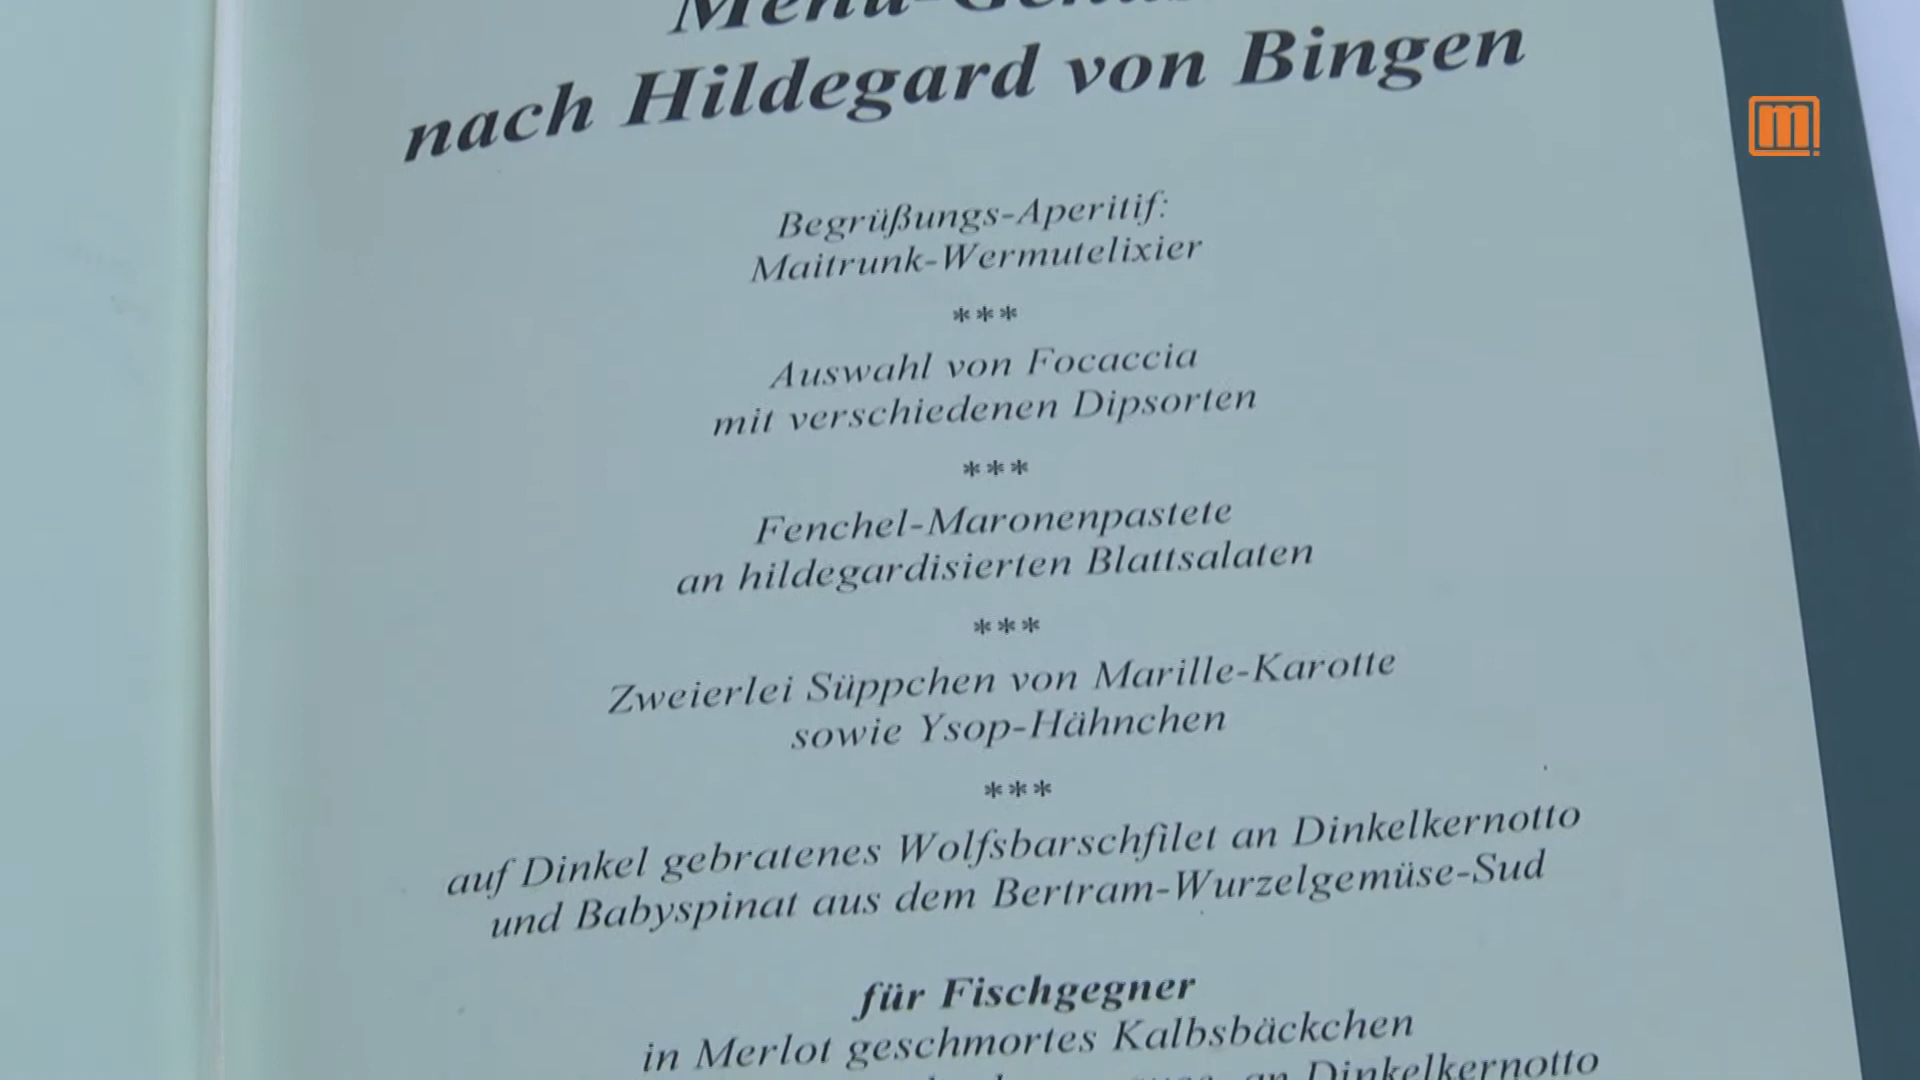 nach Hildegard von Bingen
m!
Begrüßungs-Aperitif:
Maitrunk-Wermutelixier
***
Auswahl von Focaccia
mit verschiedenen Dipsorten
***
Fenchel-Maronenpastete
an hildegardisierten Blattsalaten
***
Zweierlei Süppchen von Marille-Karotte
sowie Ysop-Hähnchen
***
auf Dinkel gebratenes Wolfsbarschfilet an Dinkelkernotto
und Babyspinat aus dem Bertram-Wurzelgemüse-Sud
für Fischgegner
in Merlot geschmortes Kalbsbäckchen
an Dinkelkernotto